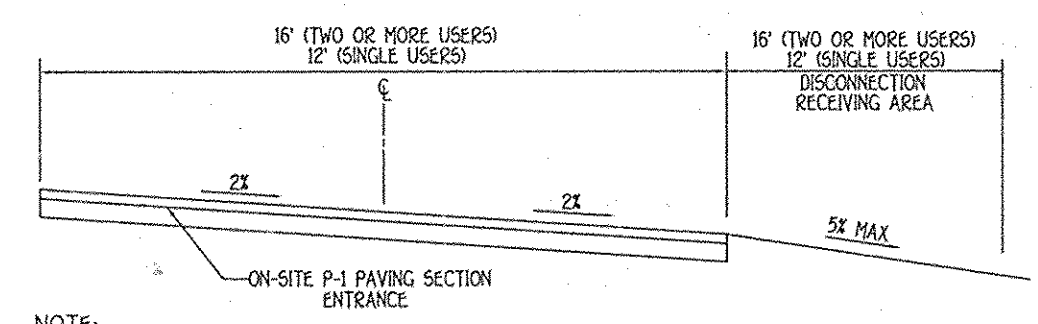 16' (TWO OR MORE USERS)
12' (SINGLE USERS)
16' (TWO OR MORE USERS)
12' (SINGLE USERS)
DISCONNECTION
RECEIVING AREA
℄
2%
2%
5% MAX
ON-SITE P-1 PAVING SECTION
ENTRANCE
NOTE: